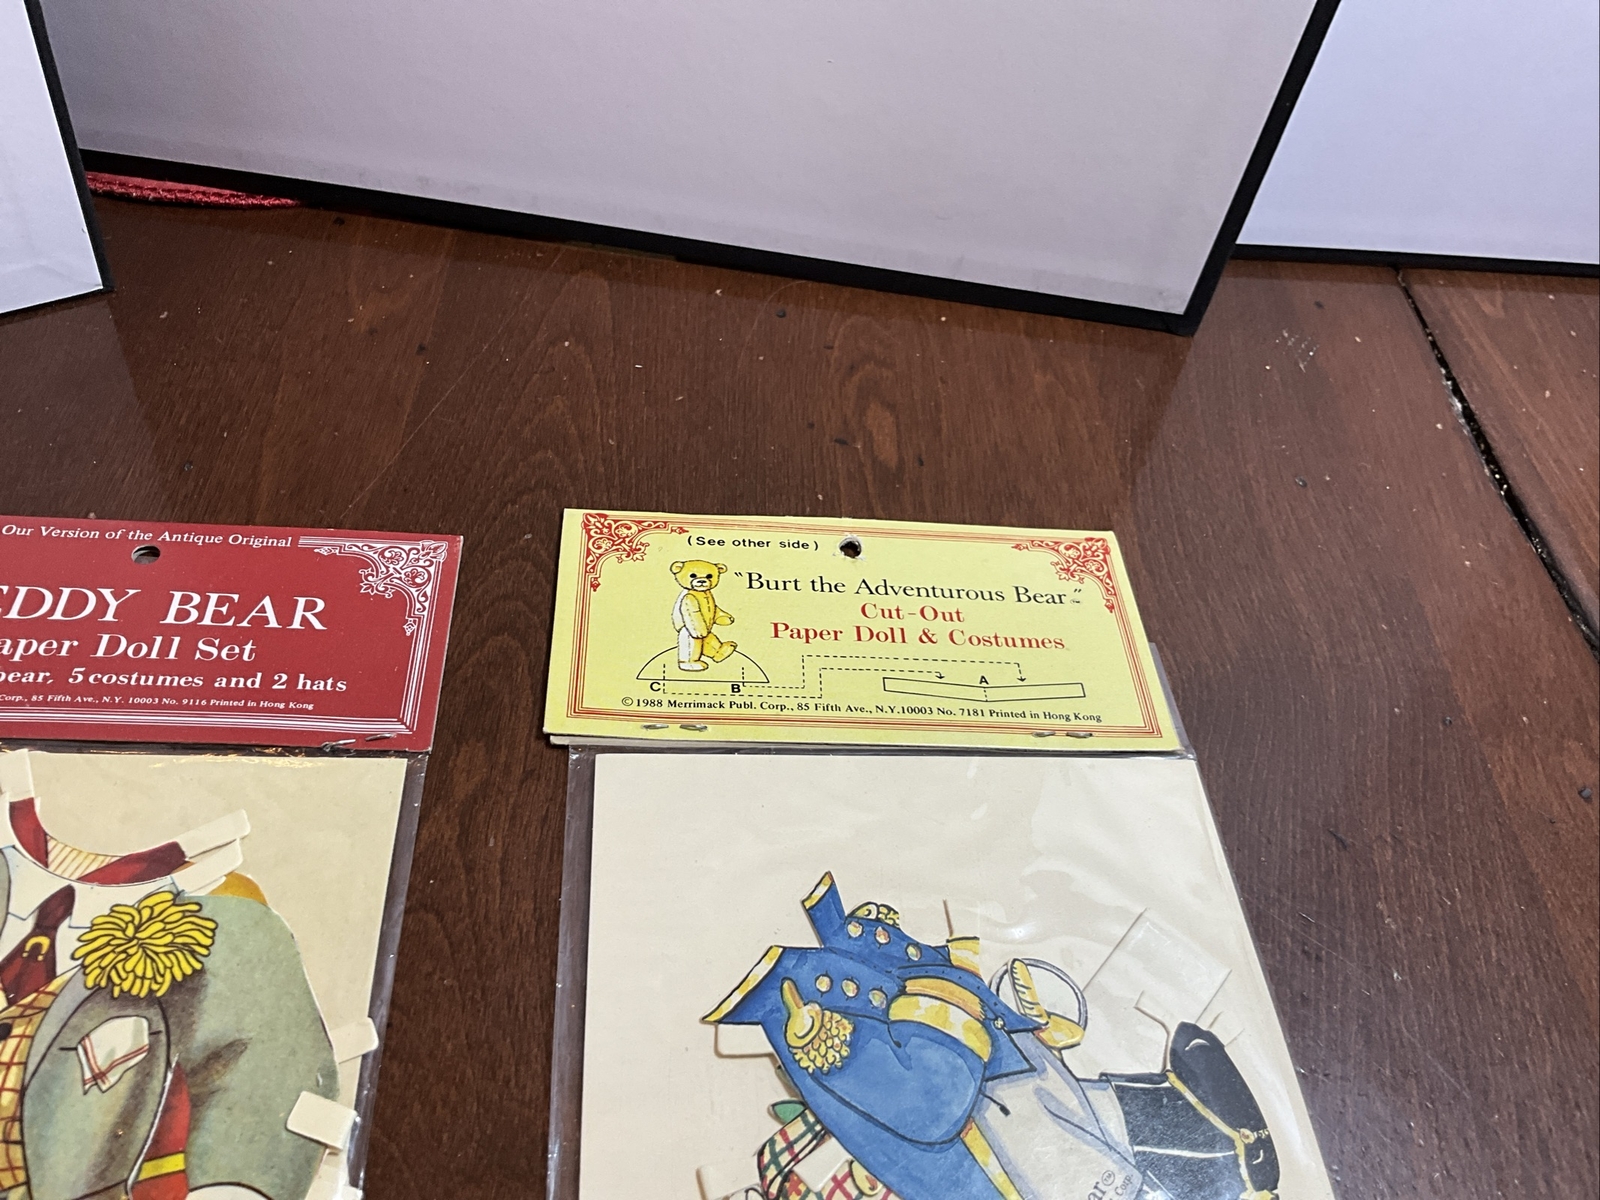 Our Version of the Antique Original
EDDY BEAR
aper Doll Set
bear, 5 costumes and 2 hats
Corp., 85 Fifth Ave., N.Y. 10003 No. 9116 Printed in Hong Kong
(See other side)
"Burt the Adventurous Bear"
Cut-Out
Paper Doll & Costumes
A
C B
© 1988 Merrimack Publ. Corp., 85 Fifth Ave., N.Y.10003 No. 7181 Printed in Hong Kong
ar
Corp.